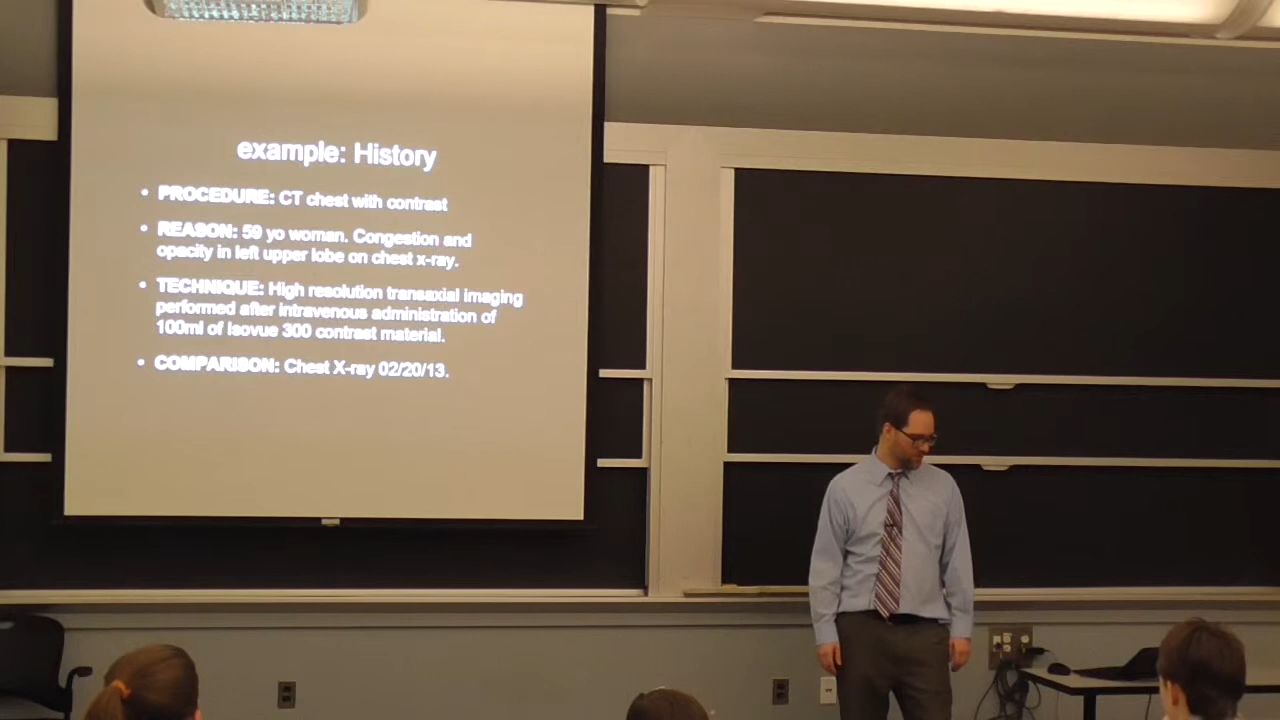 example: History
• PROCEDURE: CT chest with contrast
• REASON: 59 yo woman. Congestion and
opacity in left upper lobe on chest x-ray.
• TECHNIQUE: High resolution transaxial imaging
performed after intravenous administration of
100ml of Isovue 300 contrast material.
• COMPARISON: Chest X-ray 02/20/13.